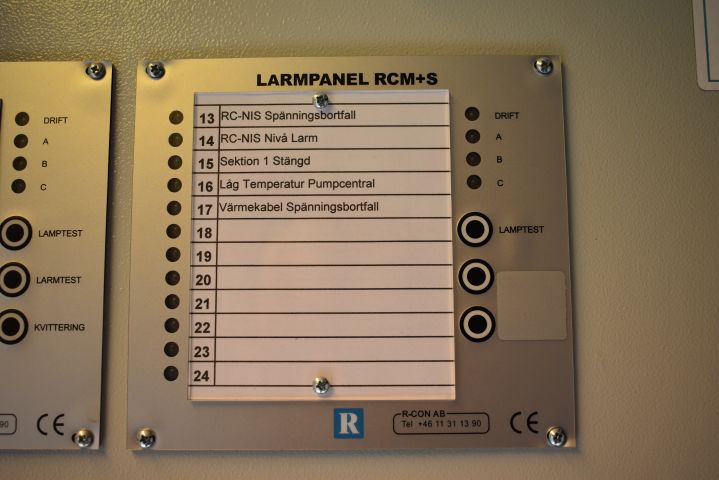 LARMPANEL RCM+S
DRIFT
A
B
C
LAMPTEST
LARMTEST
KVITTERING
90
CE
13 RC-NIS Spänningsbortfall
14 RC-NIS Nivå Larm
15 Sektion 1 Stängd
16 Låg Temperatur Pumpcentral
17 Värmekabel Spänningsbortfall
18
19
20
21
22
23
24
DRIFT
A
B
C
LAMPTEST
R
R-CON AB
Tel +46 11 31 13 90
CE